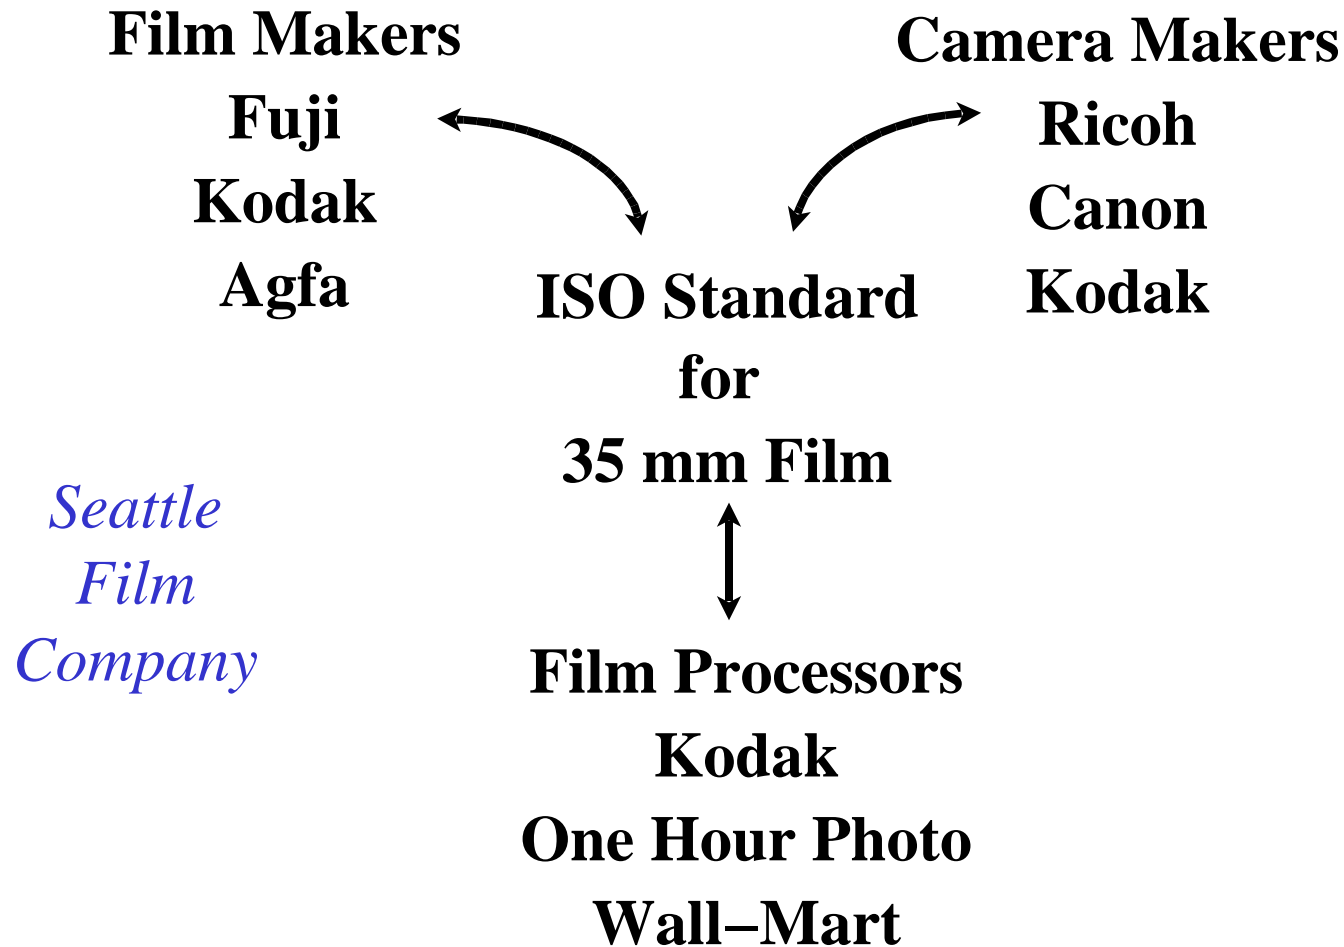 Film Makers
Fuji
Kodak
Agfa
Camera Makers
Ricoh
Canon
Kodak
ISO Standard
for
35 mm Film
Seattle
Film
Company
Film Processors
Kodak
One Hour Photo
Wall–Mart